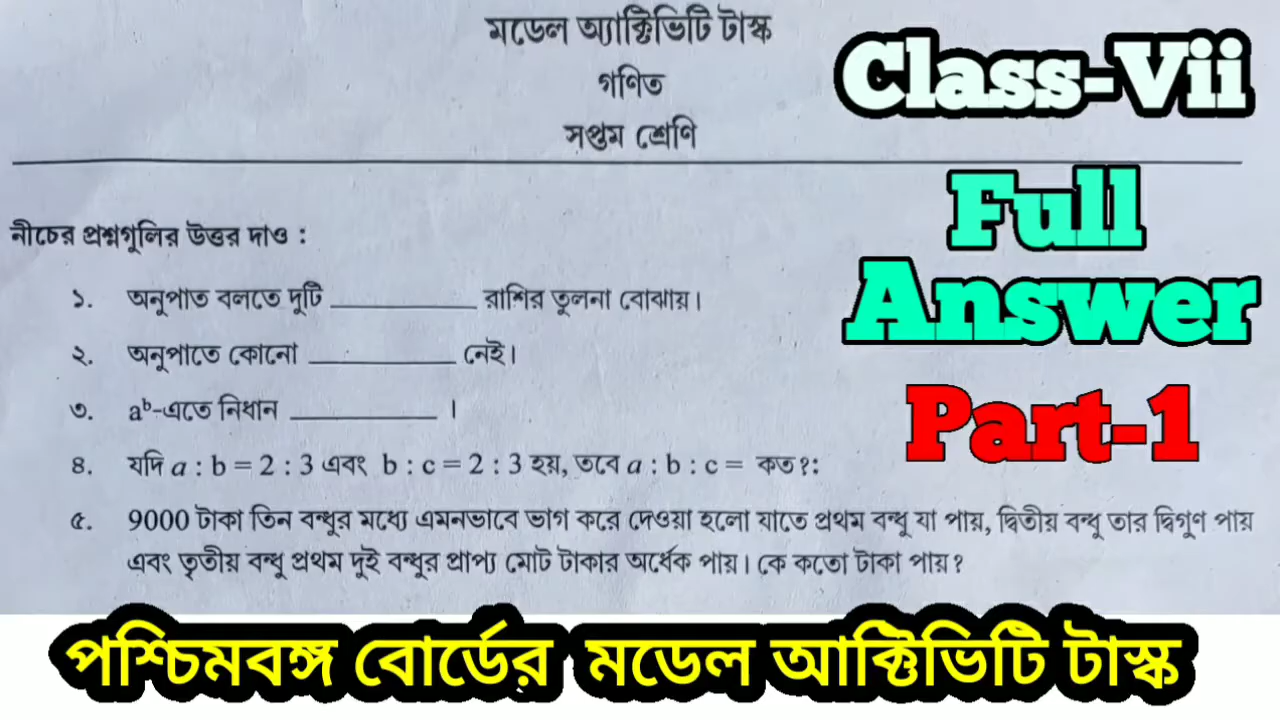 মডেল অ্যাক্টিভিটি টাস্ক
গণিত
সপ্তম শ্রেণি
Class-Vii
Full
Answer
Part-1
নীচের প্রশ্নগুলির উত্তর দাও :
১. অনুপাত বলতে দুটি __________ রাশির তুলনা বোঝায়।
২. অনুপাতে কোনো __________ নেই।
৩. aᵇ-এতে নিধান __________ ।
৪. যদি a : b = 2 : 3 এবং b : c = 2 : 3 হয়, তবে a : b : c = কত?:
৫. 9000 টাকা তিন বন্ধুর মধ্যে এমনভাবে ভাগ করে দেওয়া হলো যাতে প্রথম বন্ধু যা পায়, দ্বিতীয় বন্ধু তার দ্বিগুণ পায়
এবং তৃতীয় বন্ধু প্রথম দুই বন্ধুর প্রাপ্য মোট টাকার অর্ধেক পায়। কে কতো টাকা পায়?
পশ্চিমবঙ্গ বোর্ডের মডেল আক্টিভিটি টাস্ক